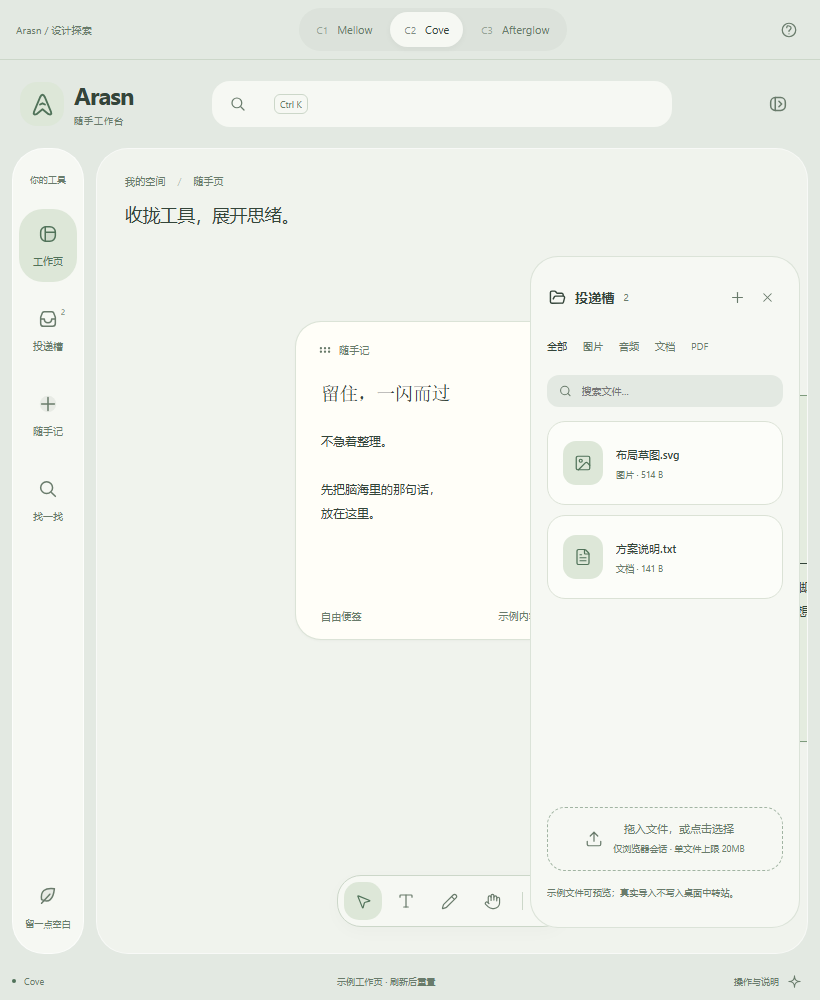 Arasn / 设计探索
C1 Mellow
C2 Cove
C3 Afterglow
Arasn
随手工作台
Ctrl K
你的工具
工作页
投递槽 2
随手记
找一找
留一点空白
我的空间 / 随手页
收拢工具，展开思绪。
随手记
留住，一闪而过
不急着整理。
先把脑海里的那句话，
放在这里。
自由便签
示例内
投递槽 2
全部 图片 音频 文档 PDF
搜索文件...
布局草图.svg
图片 · 514 B
方案说明.txt
文档 · 141 B
拖入文件，或点击选择
仅浏览器会话 · 单文件上限 20MB
示例文件可预览；真实导入不写入桌面中转站。
Cove
示例工作页 · 刷新后重置
操作与说明